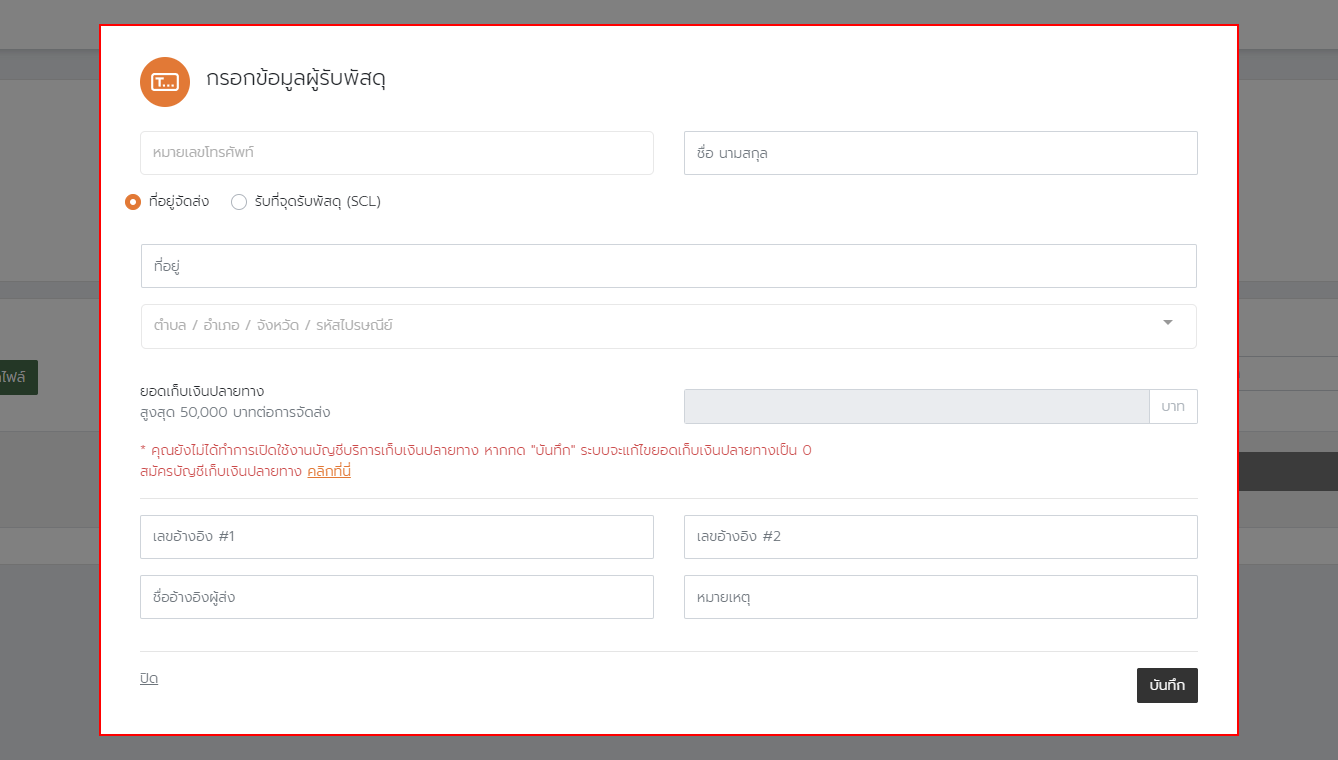 T...
กรอกข้อมูลผู้รับพัสดุ
หมายเลขโทรศัพท์
ชื่อ นามสกุล
ที่อยู่จัดส่ง
รับที่จุดรับพัสดุ (SCL)
ที่อยู่
ตำบล / อำเภอ / จังหวัด / รหัสไปรษณีย์
ไฟล์
ยอดเก็บเงินปลายทาง
สูงสุด 50,000 บาทต่อการจัดส่ง
บาท
* คุณยังไม่ได้ทำการเปิดใช้งานบัญชีบริการเก็บเงินปลายทาง หากกด "บันทึก" ระบบจะแก้ไขยอดเก็บเงินปลายทางเป็น 0
สมัครบัญชีเก็บเงินปลายทาง คลิกที่นี่
เลขอ้างอิง #1
เลขอ้างอิง #2
ชื่ออ้างอิงผู้ส่ง
หมายเหตุ
ปิด
บันทึก